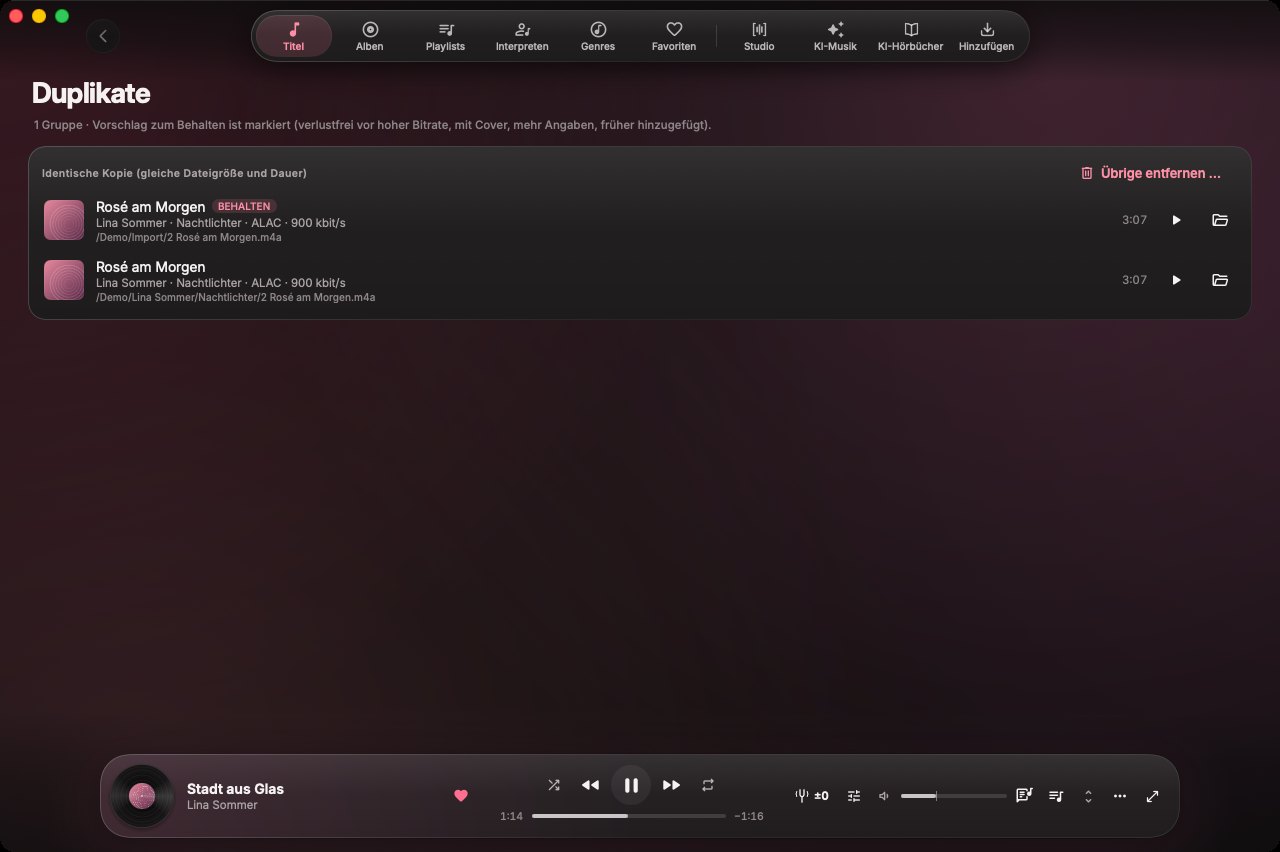 Titel
Alben
Playlists
Interpreten
Genres
Favoriten
Studio
KI-Musik
KI-Hörbücher
Hinzufügen
Duplikate
1 Gruppe · Vorschlag zum Behalten ist markiert (verlustfrei vor hoher Bitrate, mit Cover, mehr Angaben, früher hinzugefügt).
Identische Kopie (gleiche Dateigröße und Dauer)
Übrige entfernen ...
Rosé am Morgen BEHALTEN
Lina Sommer · Nachtlichter · ALAC · 900 kbit/s
/Demo/Import/2 Rosé am Morgen.m4a
3:07
Rosé am Morgen
Lina Sommer · Nachtlichter · ALAC · 900 kbit/s
/Demo/Lina Sommer/Nachtlichter/2 Rosé am Morgen.m4a
3:07
Stadt aus Glas
Lina Sommer
1:14
−1:16
±0